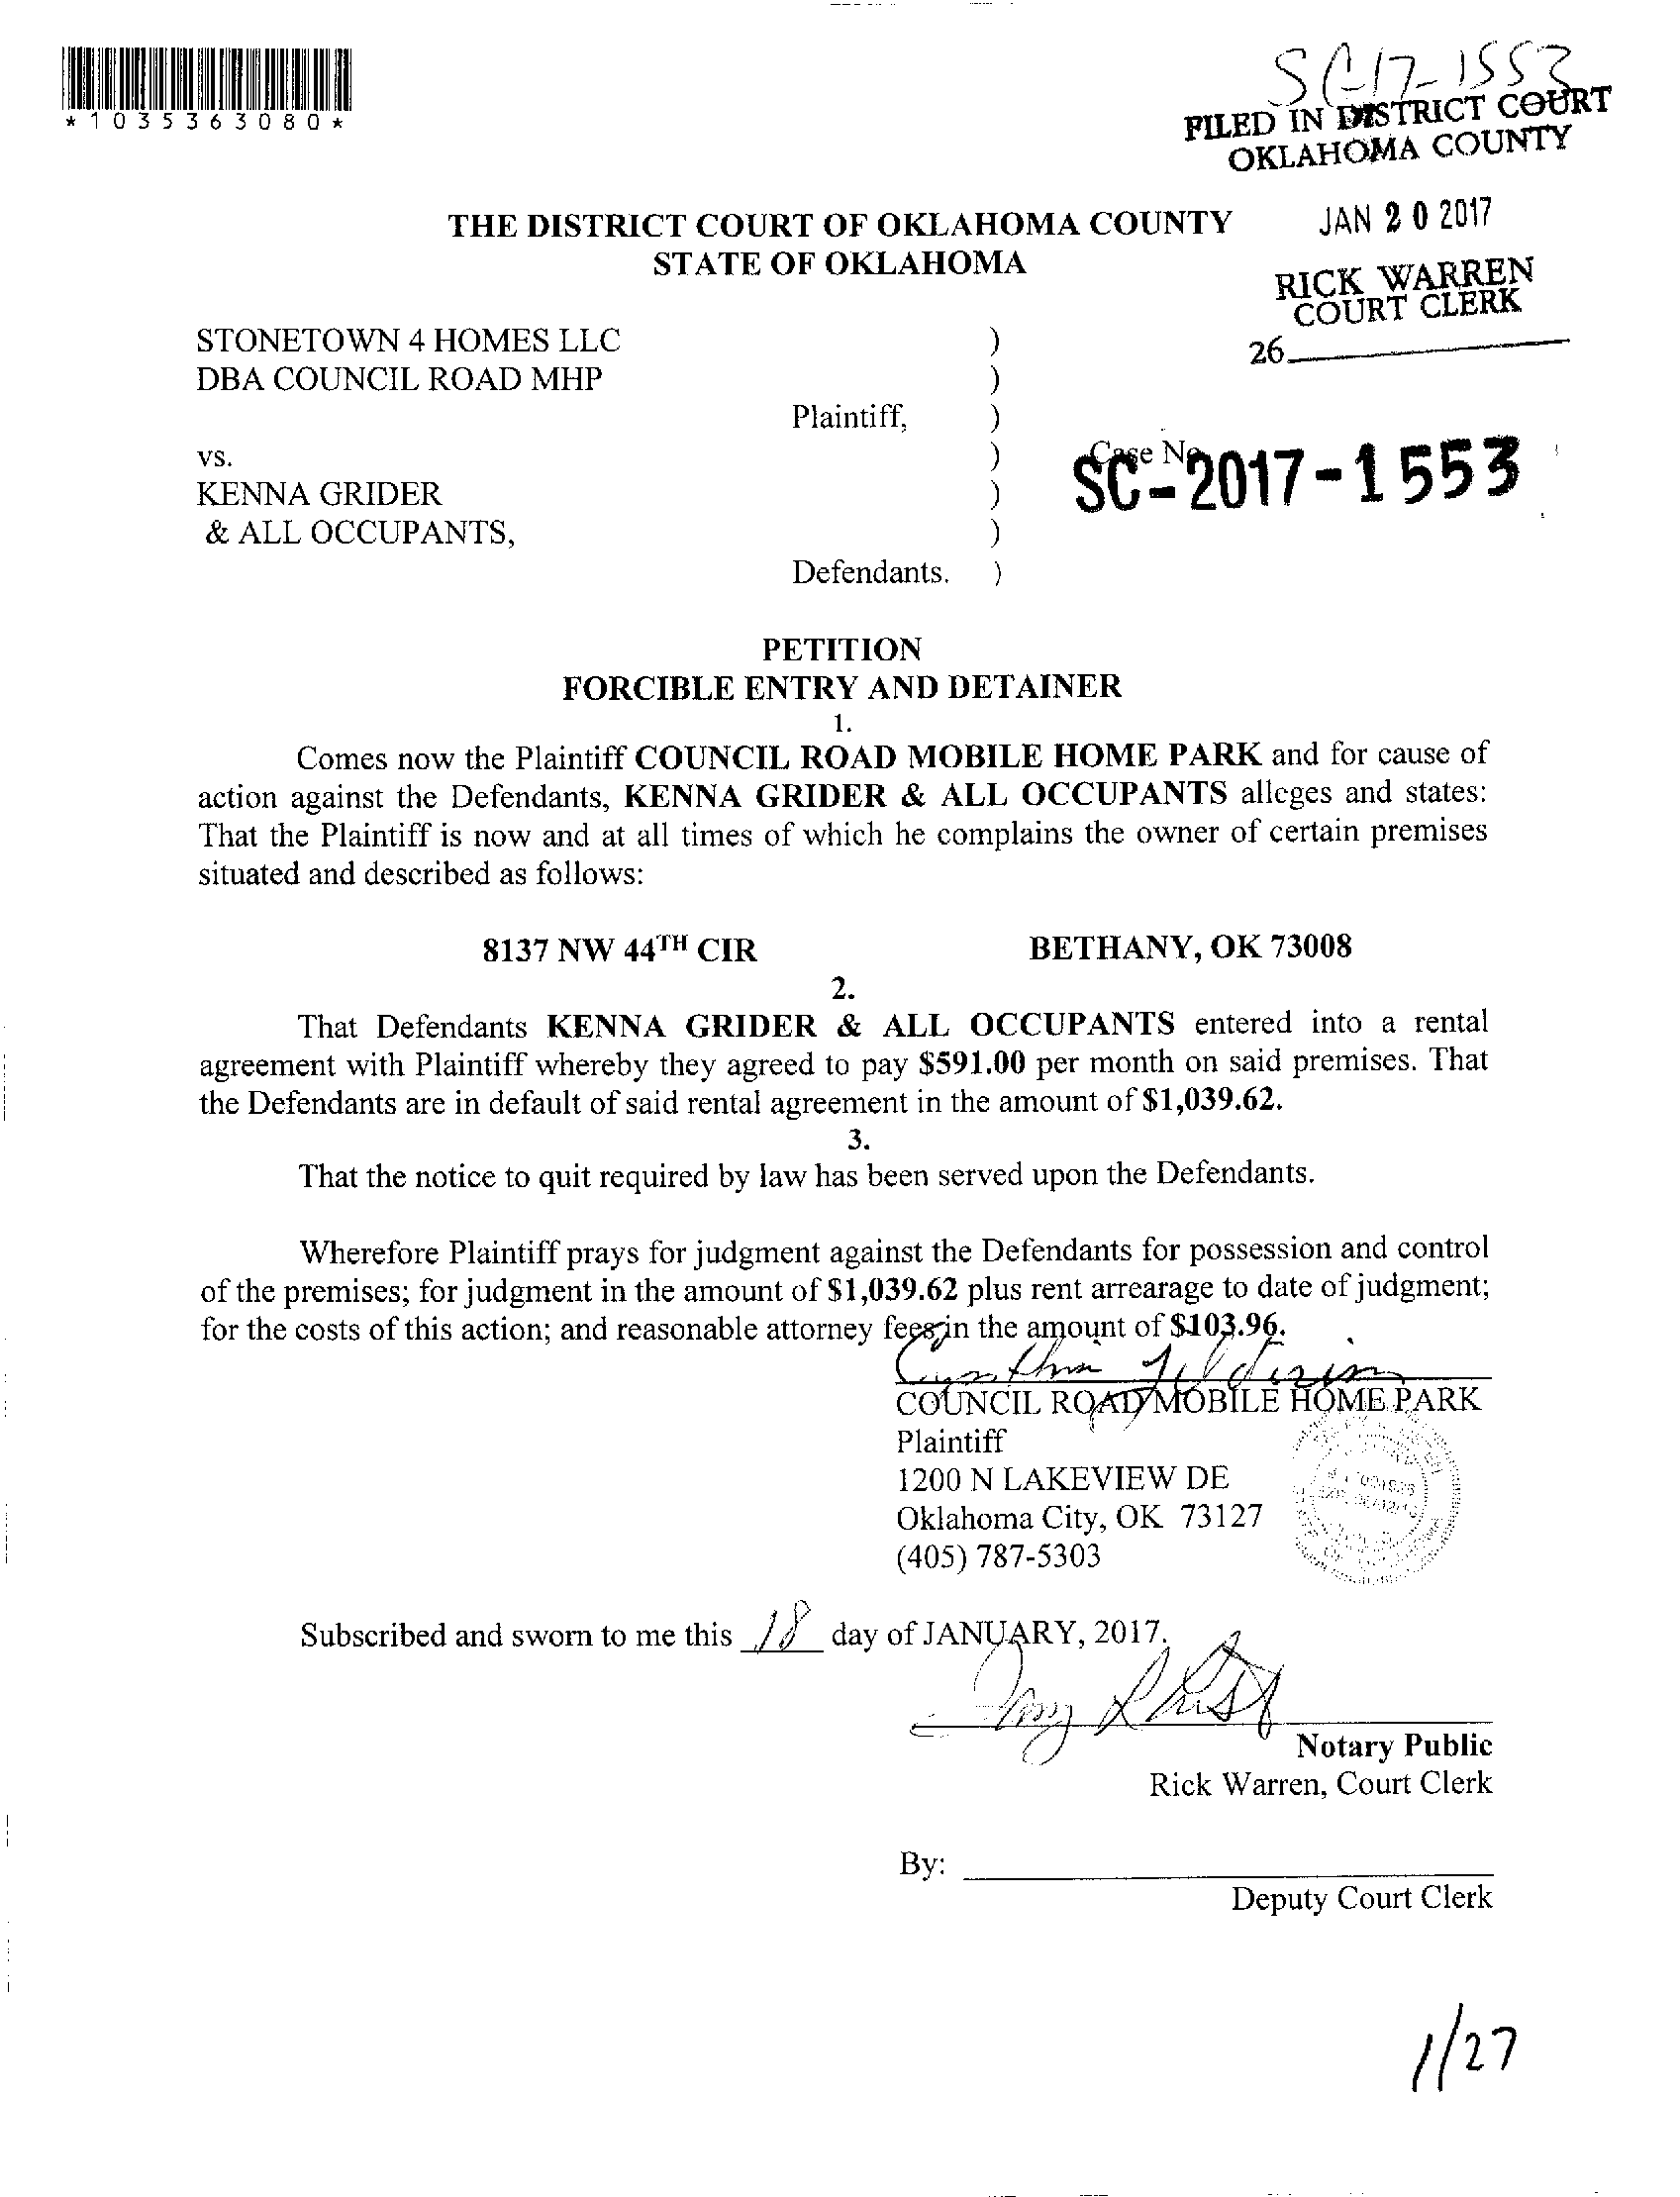 SC-17-1553
*1035363080*
FILED IN DISTRICT COURT
OKLAHOMA COUNTY
JAN 20 2017
RICK WARREN
COURT CLERK
26
THE DISTRICT COURT OF OKLAHOMA COUNTY
STATE OF OKLAHOMA
STONETOWN 4 HOMES LLC )
DBA COUNCIL ROAD MHP )
Plaintiff, )
vs. )
KENNA GRIDER )
& ALL OCCUPANTS, )
Defendants. )
Case No.
SC-2017-1553
PETITION
FORCIBLE ENTRY AND DETAINER
1.
Comes now the Plaintiff COUNCIL ROAD MOBILE HOME PARK and for cause of
action against the Defendants, KENNA GRIDER & ALL OCCUPANTS alleges and states:
That the Plaintiff is now and at all times of which he complains the owner of certain premises
situated and described as follows:
8137 NW 44TH CIR BETHANY, OK 73008
2.
That Defendants KENNA GRIDER & ALL OCCUPANTS entered into a rental
agreement with Plaintiff whereby they agreed to pay $591.00 per month on said premises. That
the Defendants are in default of said rental agreement in the amount of $1,039.62.
3.
That the notice to quit required by law has been served upon the Defendants.
Wherefore Plaintiff prays for judgment against the Defendants for possession and control
of the premises; for judgment in the amount of $1,039.62 plus rent arrearage to date of judgment;
for the costs of this action; and reasonable attorney fees in the amount of $103.96.
Cynthia
COUNCIL ROAD MOBILE HOME PARK
Plaintiff
1200 N LAKEVIEW DE
Oklahoma City, OK 73127
(405) 787-5303
Subscribed and sworn to me this 18 day of JANUARY, 2017.
Notary Public
Rick Warren, Court Clerk
By:
Deputy Court Clerk
1/27